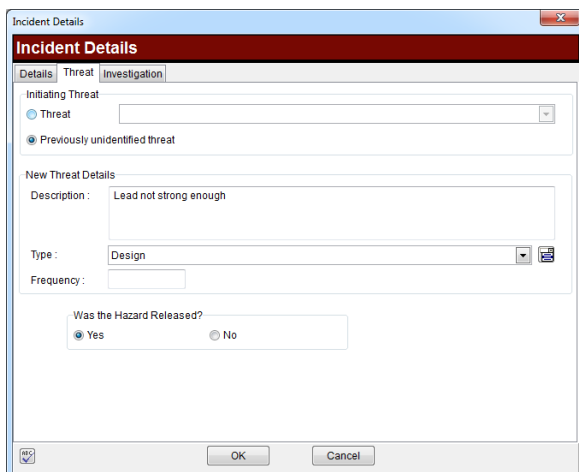 Incident Details
Incident Details
Details Threat Investigation
Initiating Threat
Threat
Previously unidentified threat
New Threat Details
Description : Lead not strong enough
Type : Design
Frequency :
Was the Hazard Released?
Yes No
ABC
OK Cancel